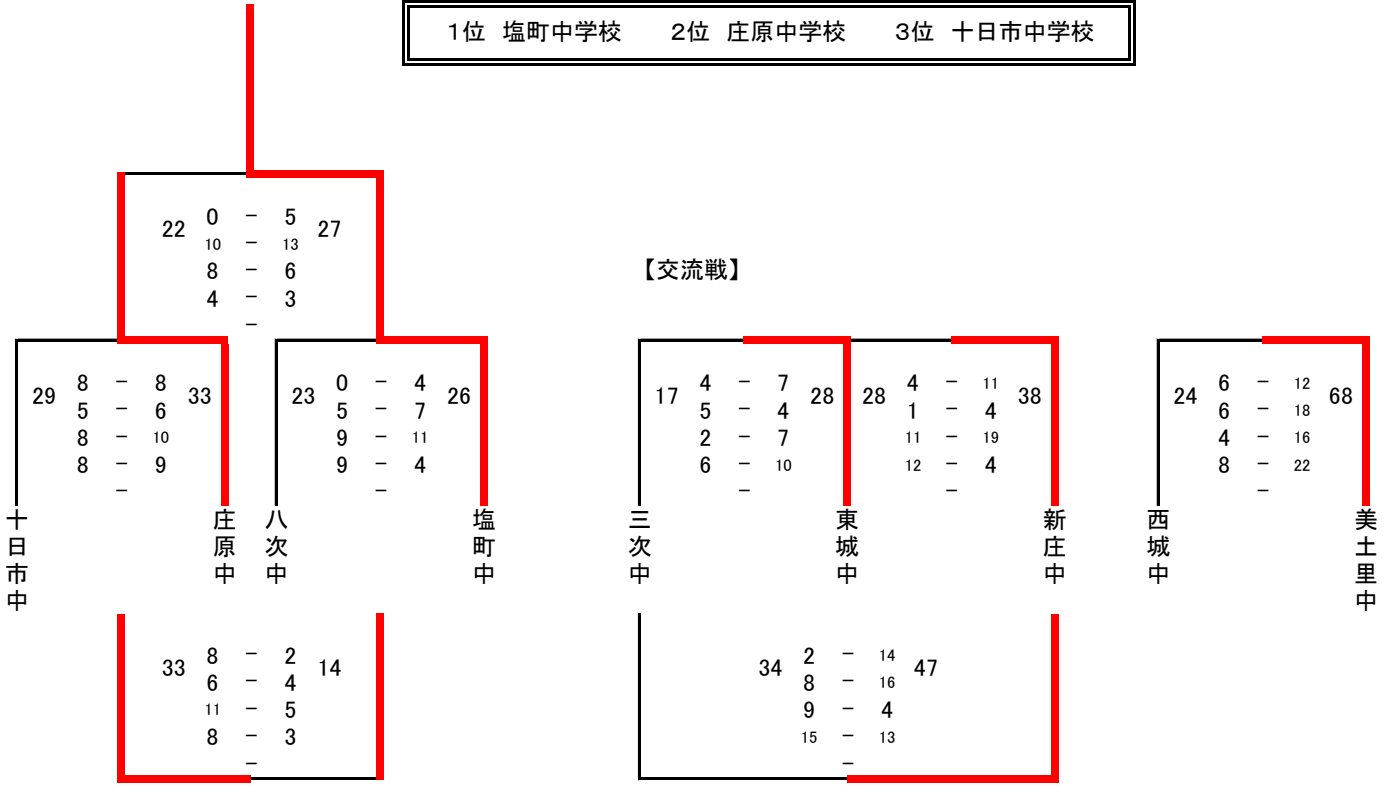 1位 塩町中学校 2位 庄原中学校 3位 十日市中学校
22 0 - 5 27
10 - 13
8 - 6
4 - 3
-
【交流戦】
29 8 - 8 33
5 - 6
8 - 10
8 - 9
-
23 0 - 4 26
5 - 7
9 - 11
9 - 4
-
17 4 - 7 28
5 - 4
2 - 7
6 - 10
-
28 4 - 11 38
1 - 4
11 - 19
12 - 4
-
24 6 - 12 68
6 - 18
4 - 16
8 - 22
-
十日市中
庄原中
八次中
塩町中
三次中
東城中
新庄中
西城中
美土里中
33 8 - 2 14
6 - 4
11 - 5
8 - 3
-
34 2 - 14 47
8 - 16
9 - 4
15 - 13
-